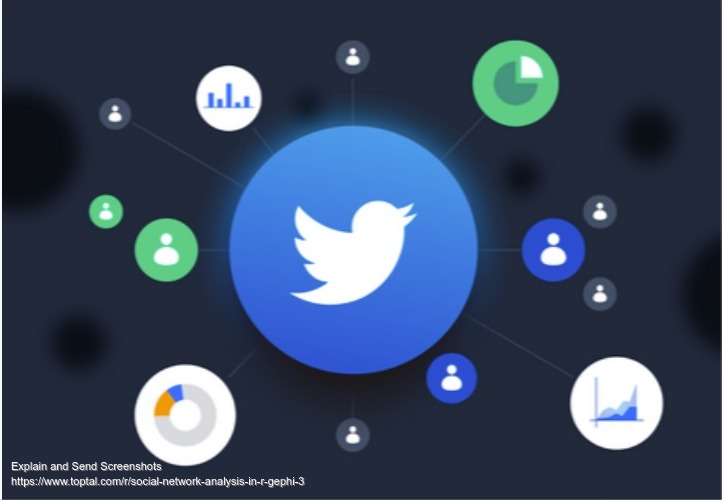 Explain and Send Screenshots
https://www.toptal.com/r/social-network-analysis-in-r-gephi-3